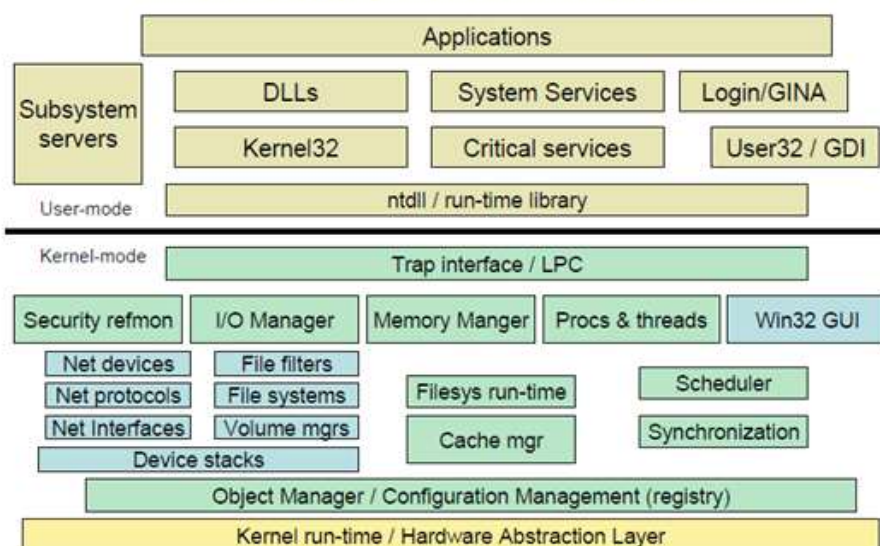 Applications
Subsystem
servers
DLLs
System Services
Login/GINA
Kernel32
Critical services
User32 / GDI
User-mode
ntdll / run-time library
Kernel-mode
Trap interface / LPC
Security refmon
I/O Manager
Memory Manger
Procs & threads
Win32 GUI
Net devices
File filters
Net protocols
File systems
Filesys run-time
Scheduler
Net Interfaces
Volume mgrs
Cache mgr
Synchronization
Device stacks
Object Manager / Configuration Management (registry)
Kernel run-time / Hardware Abstraction Layer